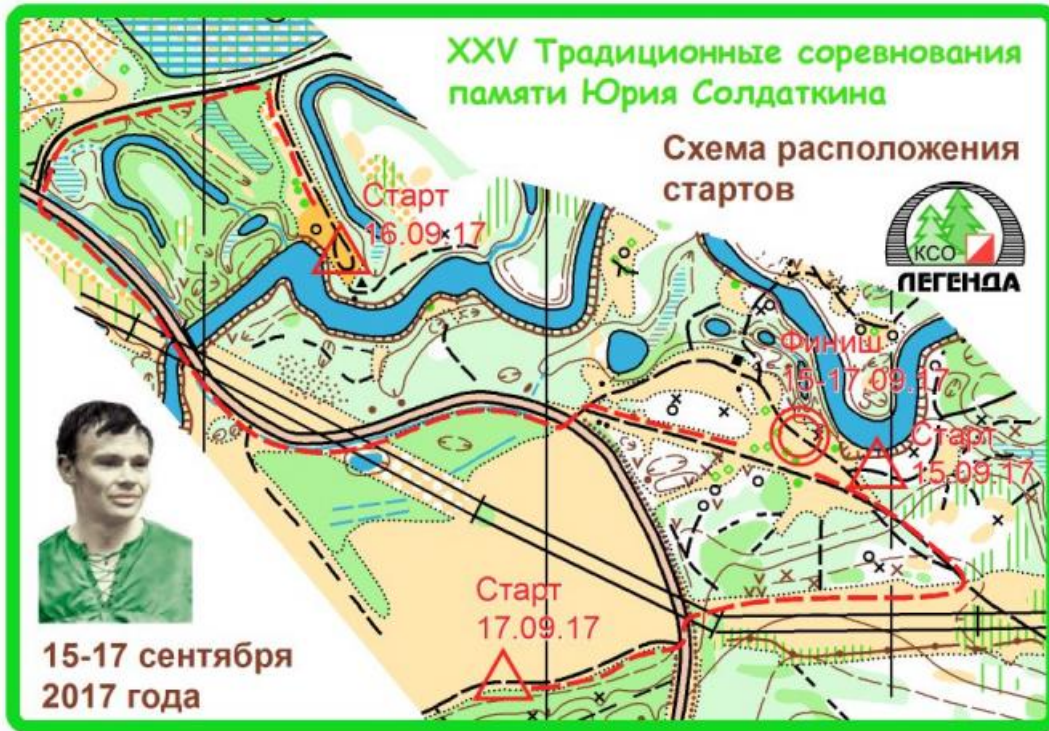 XXV Традиционные соревнования
памяти Юрия Солдаткина
Схема расположения
стартов
КСО
ЛЕГЕНДА
Старт
16.09.17
Финиш
15-17.09.17
Старт
15.09.17
Старт
17.09.17
15-17 сентября
2017 года